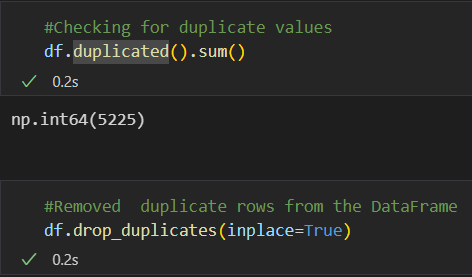 #Checking for duplicate values
df.duplicated().sum()
✓ 0.2s
np.int64(5225)
#Removed  duplicate rows from the DataFrame
df.drop_duplicates(inplace=True)
✓ 0.2s